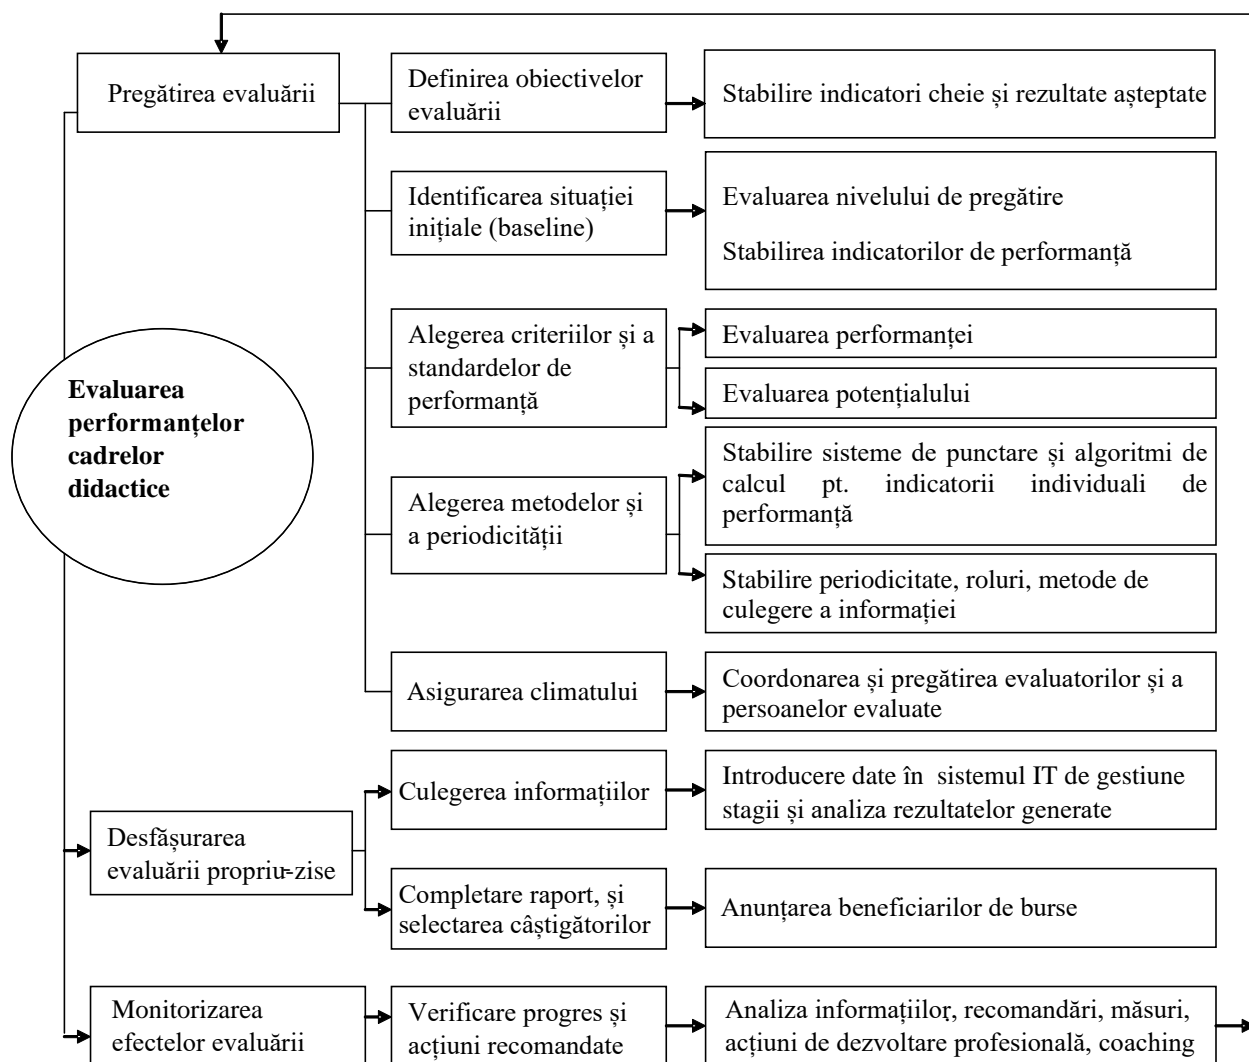 Pregătirea evaluării
Definirea obiectivelor
evaluării
Stabilire indicatori cheie și rezultate așteptate
Identificarea situației
inițiale (baseline)
Evaluarea nivelului de pregătire
Stabilirea indicatorilor de performanță
Alegerea criteriilor și a
standardelor de
performanță
Evaluarea performanței
Evaluarea potențialului
Evaluarea
performanțelor
cadrelor
didactice
Alegerea metodelor și
a periodicității
Stabilire sisteme de punctare și algoritmi de
calcul pt. indicatorii individuali de
performanță
Stabilire periodicitate, roluri, metode de
culegere a informației
Asigurarea climatului
Coordonarea și pregătirea evaluatorilor și a
persoanelor evaluate
Desfășurarea
evaluării propriu-zise
Culegerea informațiilor
Introducere date în sistemul IT de gestiune
stagii și analiza rezultatelor generate
Completare raport, și
selectarea câștigătorilor
Anunțarea beneficiarilor de burse
Monitorizarea
efectelor evaluării
Verificare progres și
acțiuni recomandate
Analiza informațiilor, recomandări, măsuri,
acțiuni de dezvoltare profesională, coaching